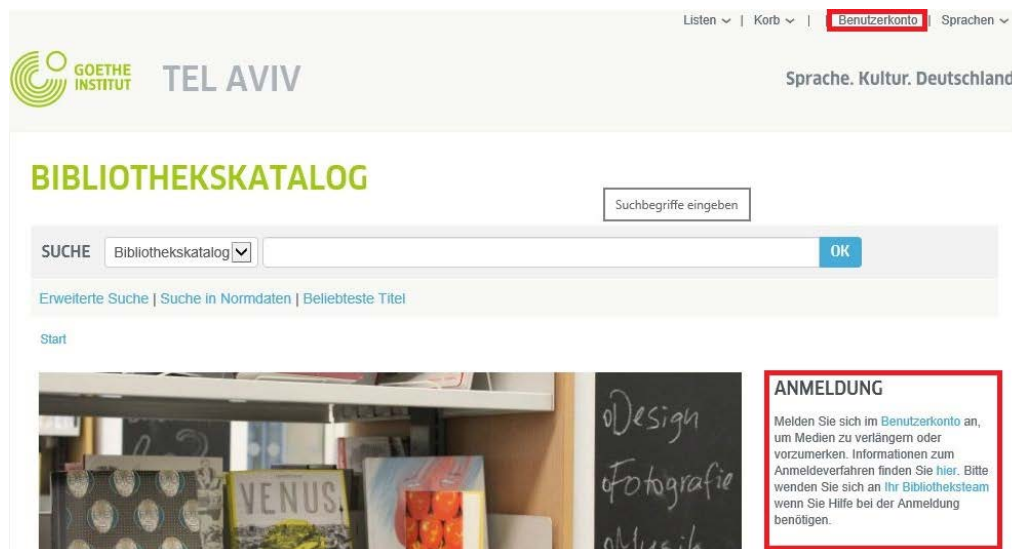 Listen | Korb | | Benutzerkonto | Sprachen
GOETHE
INSTITUT
TEL AVIV
Sprache. Kultur. Deutschland
BIBLIOTHEKSKATALOG
Suchbegriffe eingeben
SUCHE Bibliothekskatalog OK
Erweiterte Suche | Suche in Normdaten | Beliebteste Titel
Start
oDesign
oFotografie
oMusik
VENUS
ANMELDUNG
Melden Sie sich im Benutzerkonto an,
um Medien zu verlängern oder
vorzumerken. Informationen zum
Anmeldeverfahren finden Sie hier. Bitte
wenden Sie sich an Ihr Bibliotheksteam
wenn Sie Hilfe bei der Anmeldung
benötigen.